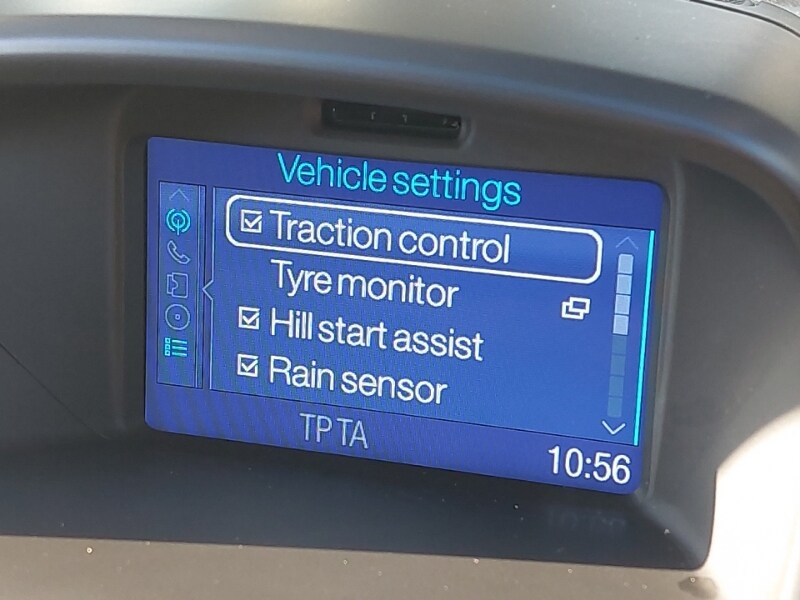 Vehicle settings
Traction control
Tyre monitor
Hill start assist
Rain sensor
TP TA
10:56